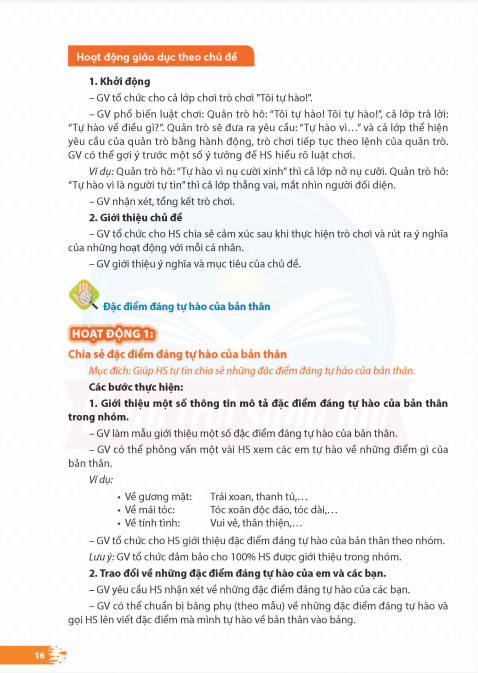 Hoạt động giáo dục theo chủ đề
1. Khởi động
– GV tổ chức cho cả lớp chơi trò chơi "Tôi tự hào!".
– GV phổ biến luật chơi: Quản trò hô: "Tôi tự hào! Tôi tự hào!", cả lớp trả lời:
"Tự hào về điều gì?". Quản trò sẽ đưa ra yêu cầu: "Tự hào vì…" và cả lớp thể hiện
yêu cầu của quản trò bằng hành động, trò chơi tiếp tục theo lệnh của quản trò.
GV có thể gợi ý trước một số ý tưởng để HS hiểu rõ luật chơi.
Ví dụ: Quản trò hô: "Tự hào vì nụ cười xinh" thì cả lớp nở nụ cười. Quản trò hô:
"Tự hào vì là người tự tin" thì cả lớp thẳng vai, mắt nhìn người đối diện.
– GV nhận xét, tổng kết trò chơi.
2. Giới thiệu chủ đề
– GV tổ chức cho HS chia sẻ cảm xúc sau khi thực hiện trò chơi và rút ra ý nghĩa
của những hoạt động với mỗi cá nhân.
– GV giới thiệu ý nghĩa và mục tiêu của chủ đề.
Đặc điểm đáng tự hào của bản thân
HOẠT ĐỘNG 1:
Chia sẻ đặc điểm đáng tự hào của bản thân
Mục đích: Giúp HS tự tin chia sẻ những đặc điểm đáng tự hào của bản thân.
Các bước thực hiện:
1. Giới thiệu một số thông tin mô tả đặc điểm đáng tự hào của bản thân
trong nhóm.
– GV làm mẫu giới thiệu một số đặc điểm đáng tự hào của bản thân.
– GV có thể phỏng vấn một vài HS xem các em tự hào về những điểm gì của
bản thân.
Ví dụ:
• Về gương mặt: Trái xoan, thanh tú,…
• Về mái tóc: Tóc xoăn độc đáo, tóc dài,…
• Về tính tình: Vui vẻ, thân thiện,…
– GV tổ chức cho HS giới thiệu đặc điểm đáng tự hào của bản thân theo nhóm.
Lưu ý: GV tổ chức đảm bảo cho 100% HS được giới thiệu trong nhóm.
2. Trao đổi về những đặc điểm đáng tự hào của em và các bạn.
– GV yêu cầu HS nhận xét về những đặc điểm đáng tự hào của các bạn.
– GV có thể chuẩn bị bảng phụ (theo mẫu) về những đặc điểm đáng tự hào và
gọi HS lên viết đặc điểm mà mình tự hào về bản thân vào bảng.
16